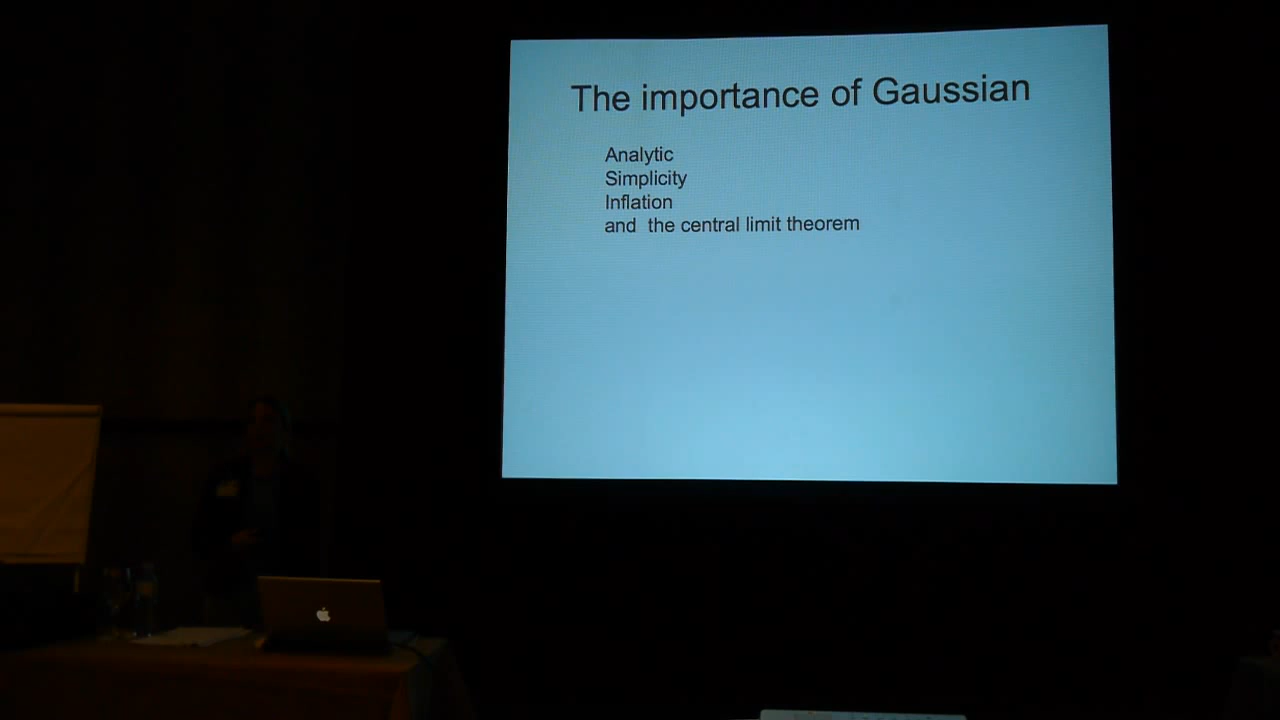 The importance of Gaussian
Analytic
Simplicity
Inflation
and the central limit theorem